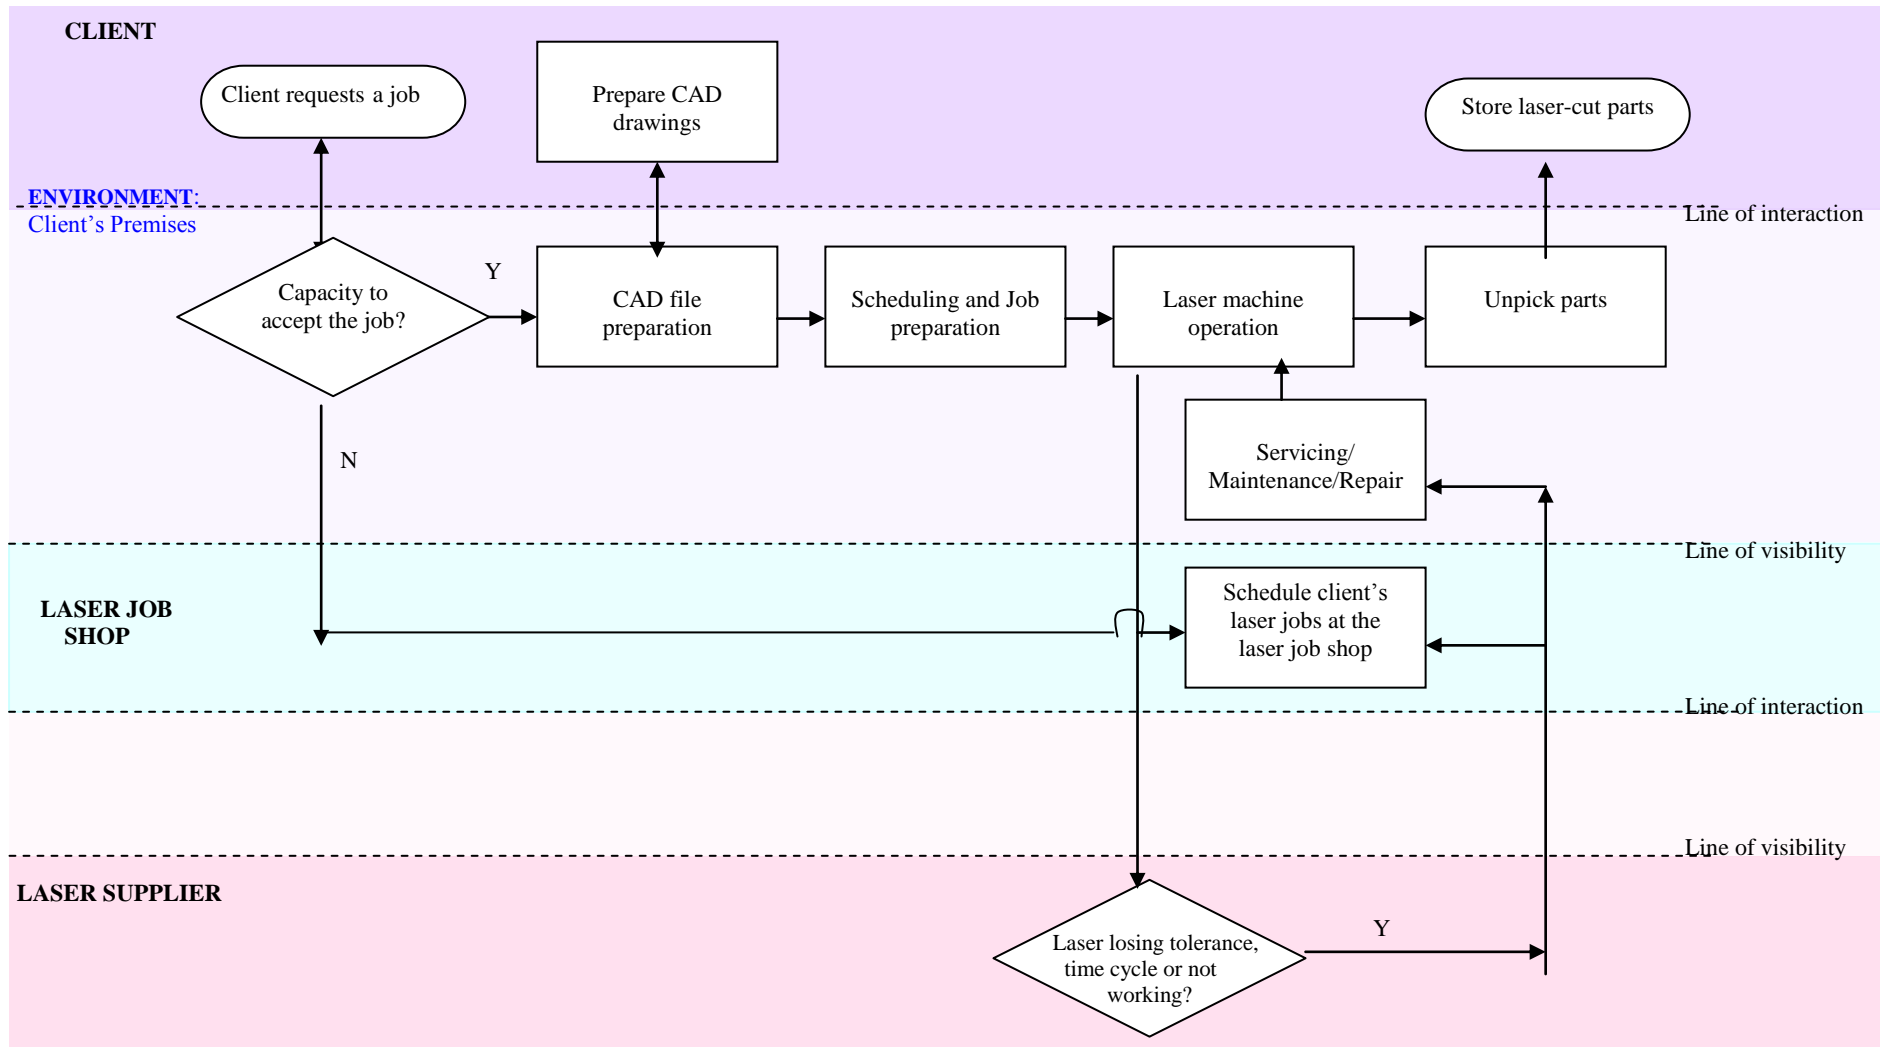 CLIENT
Client requests a job
Prepare CAD
drawings
Store laser-cut parts
ENVIRONMENT:
Client's Premises
Line of interaction
Capacity to
accept the job?
Y
CAD file
preparation
Scheduling and Job
preparation
Laser machine
operation
Unpick parts
N
Servicing/
Maintenance/Repair
Line of visibility
LASER JOB
SHOP
Schedule client's
laser jobs at the
laser job shop
Line of interaction
Line of visibility
LASER SUPPLIER
Laser losing tolerance,
time cycle or not
working?
Y